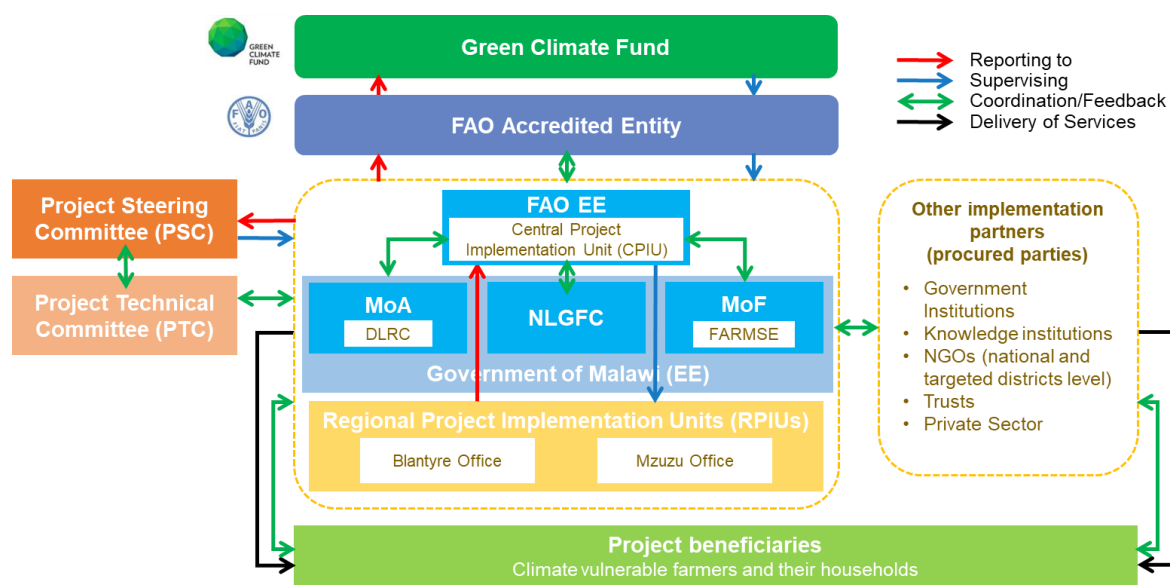 GREEN
CLIMATE
FUND
Green Climate Fund
Reporting to
Supervising
Coordination/Feedback
Delivery of Services
F A O
FIAT PANIS
FAO Accredited Entity
Project Steering
Committee (PSC)
Project Technical
Committee (PTC)
FAO EE
Central Project
Implementation Unit (CPIU)
MoA
DLRC
NLGFC
MoF
FARMSE
Government of Malawi (EE)
Regional Project Implementation Units (RPIUs)
Blantyre Office
Mzuzu Office
Other implementation
partners
(procured parties)
• Government
Institutions
• Knowledge institutions
• NGOs (national and
targeted districts level)
• Trusts
• Private Sector
Project beneficiaries
Climate vulnerable farmers and their households